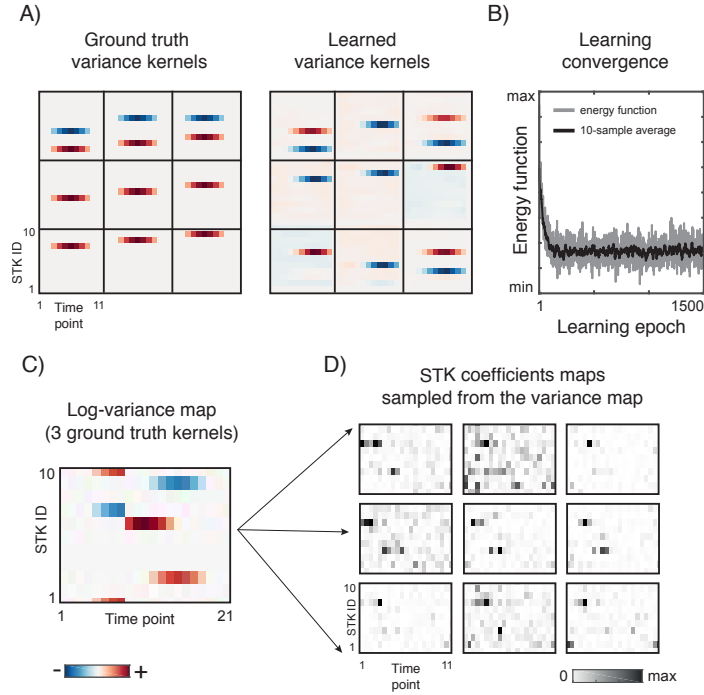 A)
Ground truth
variance kernels
Learned
variance kernels
10
STK ID
1
1
Time
point
11
B)
Learning
convergence
max
energy function
10-sample average
Energy function
min
1
1500
Learning epoch
C)
Log-variance map
(3 ground truth kernels)
10
STK ID
1
1
Time point
21
- +
D)
STK coefficients maps
sampled from the variance map
10
STK ID
1
1
Time
point
11
0
max